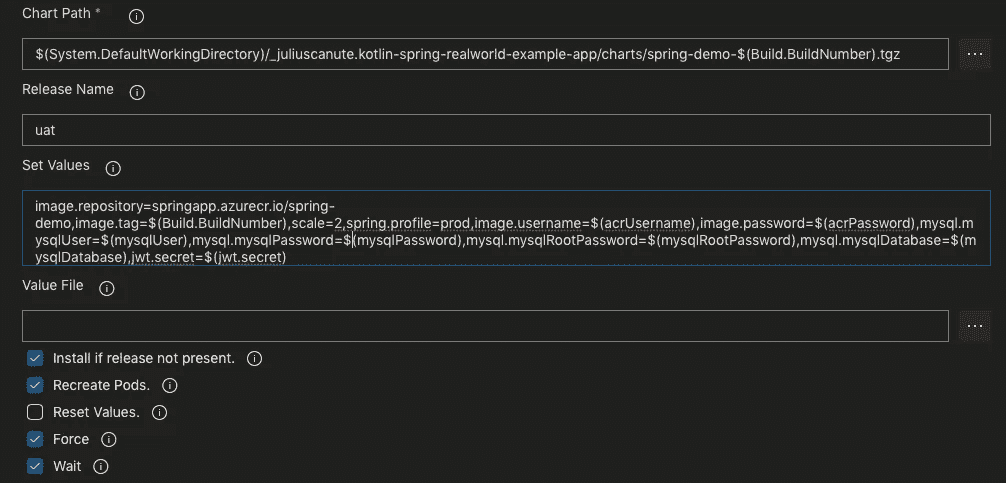 Chart Path *
$(System.DefaultWorkingDirectory)/_juliuscanute.kotlin-spring-realworld-example-app/charts/spring-demo-$(Build.BuildNumber).tgz
Release Name
uat
Set Values
image.repository=springapp.azurecr.io/spring-
demo,image.tag=$(Build.BuildNumber),scale=2,spring.profile=prod,image.username=$(acrUsername),image.password=$(acrPassword),mysql.m
ysqlUser=$(mysqlUser),mysql.mysqlPassword=$(mysqlPassword),mysql.mysqlRootPassword=$(mysqlRootPassword),mysql.mysqlDatabase=$(m
ysqlDatabase),jwt.secret=$(jwt.secret)
Value File
Install if release not present.
Recreate Pods.
Reset Values.
Force
Wait